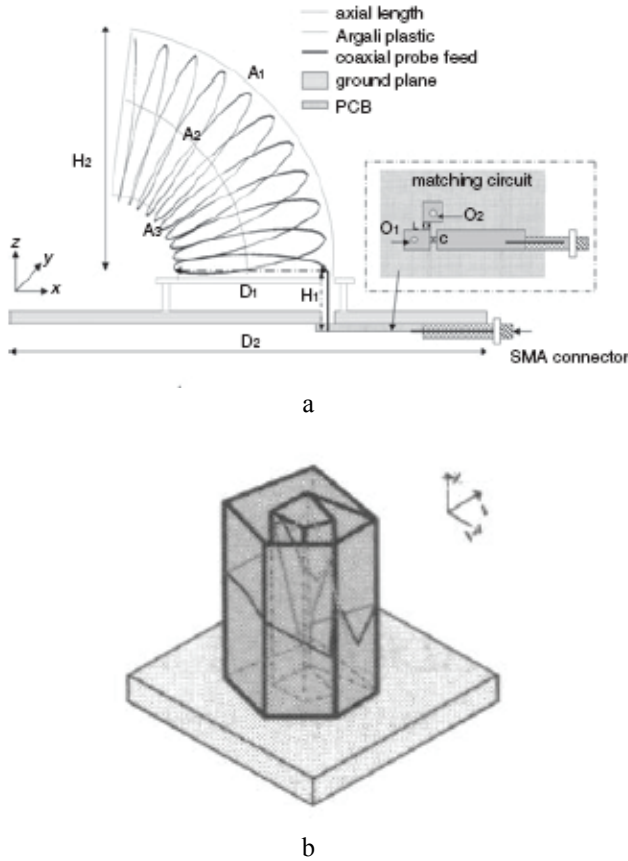 axial length
Argali plastic
coaxial probe feed
ground plane
PCB
A1
H2
A2
A3
matching circuit
O1
L
O2
C
z
y
x
D1
H1
D2
SMA connector
a
b